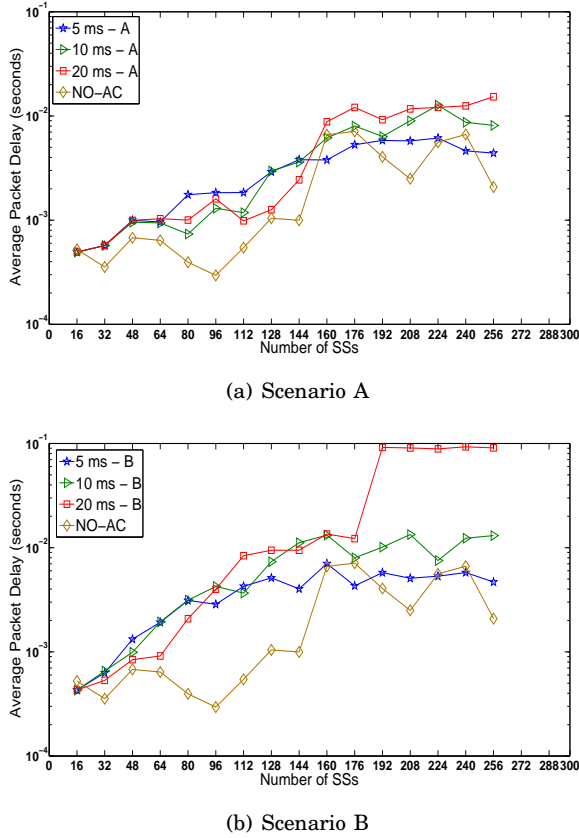 10⁻¹
10⁻²
10⁻³
10⁻⁴
Average Packet Delay (seconds)
5 ms − A
10 ms − A
20 ms − A
NO−AC
0 16 32 48 64 80 96 112 128 144 160 176 192 208 224 240 256 272 288 300
Number of SSs
(a) Scenario A
10⁻¹
10⁻²
10⁻³
10⁻⁴
Average Packet Delay (seconds)
5 ms − B
10 ms − B
20 ms − B
NO−AC
0 16 32 48 64 80 96 112 128 144 160 176 192 208 224 240 256 272 288 300
Number of SSs
(b) Scenario B